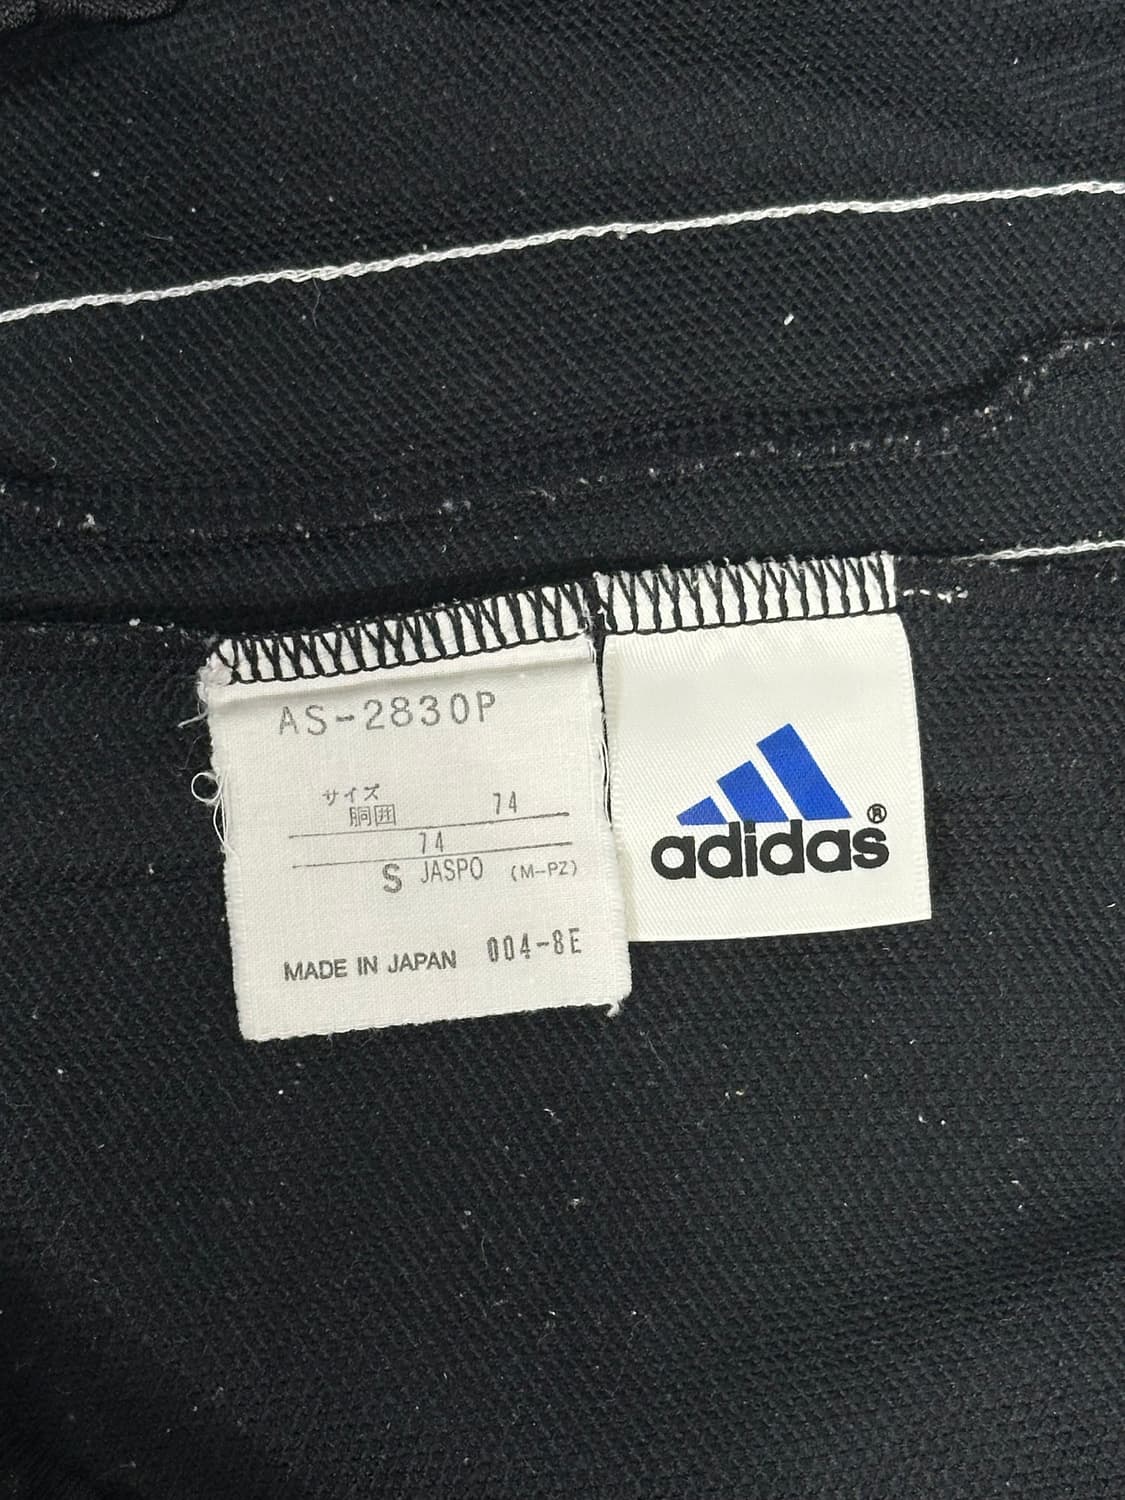 AS-2830P
サイズ
胴囲 74
74
S JASPO (M-PZ)
MADE IN JAPAN 004-8E
adidas®